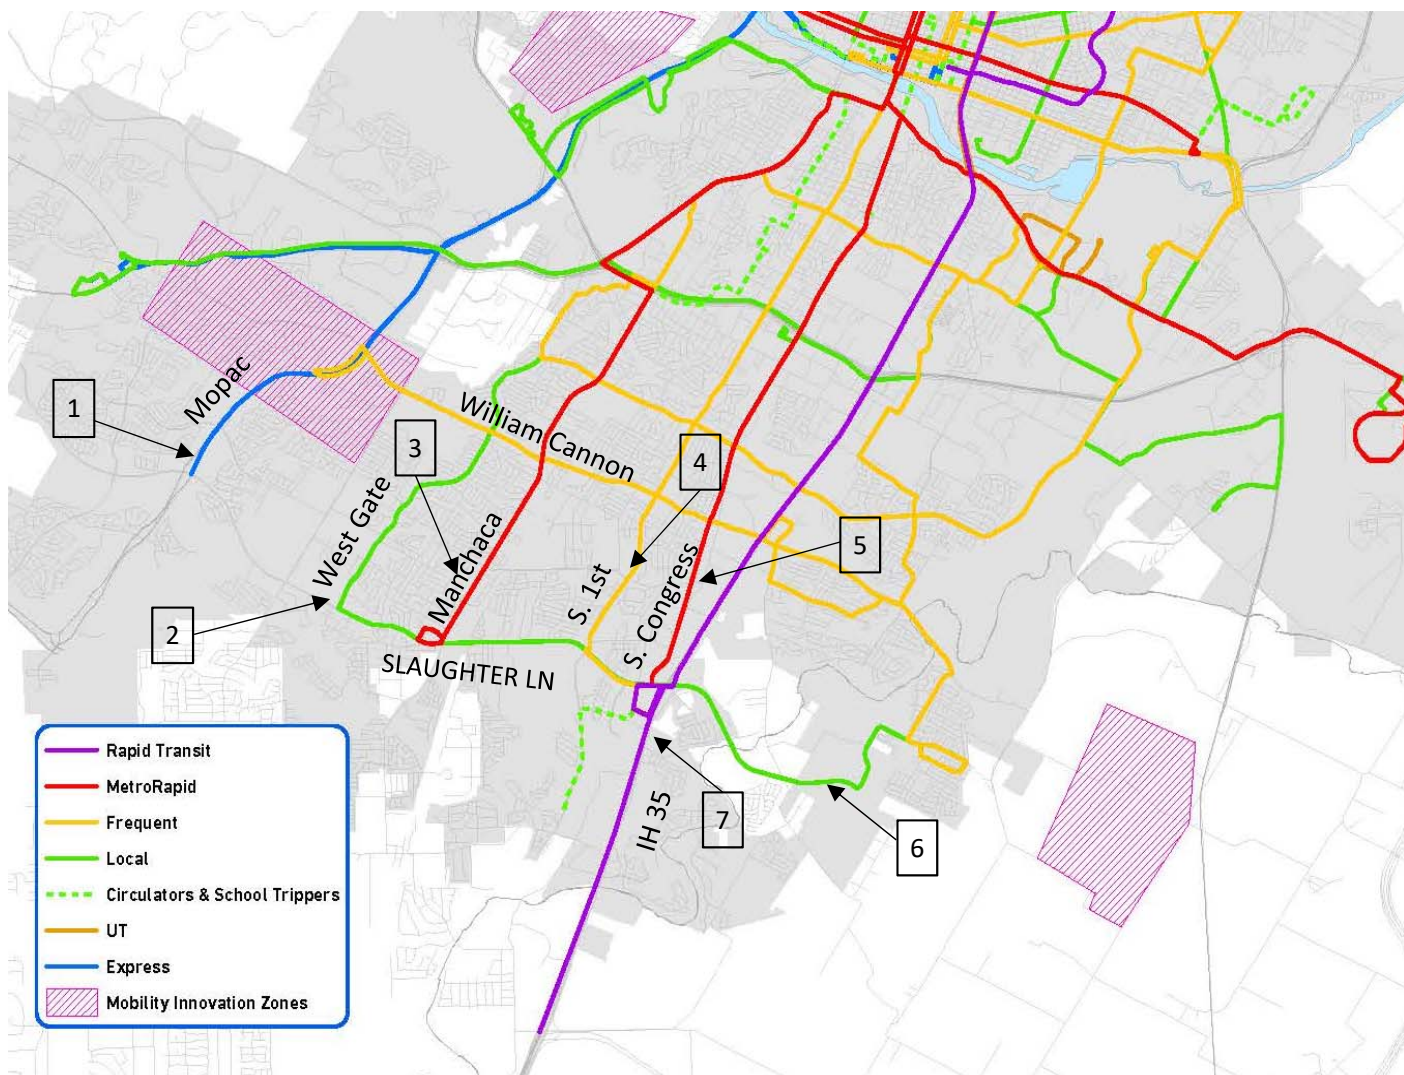 1
Mopac
3
William Cannon
4
West Gate
Manchaca
5
2
S. 1st
S. Congress
SLAUGHTER LN
7
IH 35
6
Rapid Transit
MetroRapid
Frequent
Local
Circulators & School Trippers
UT
Express
Mobility Innovation Zones